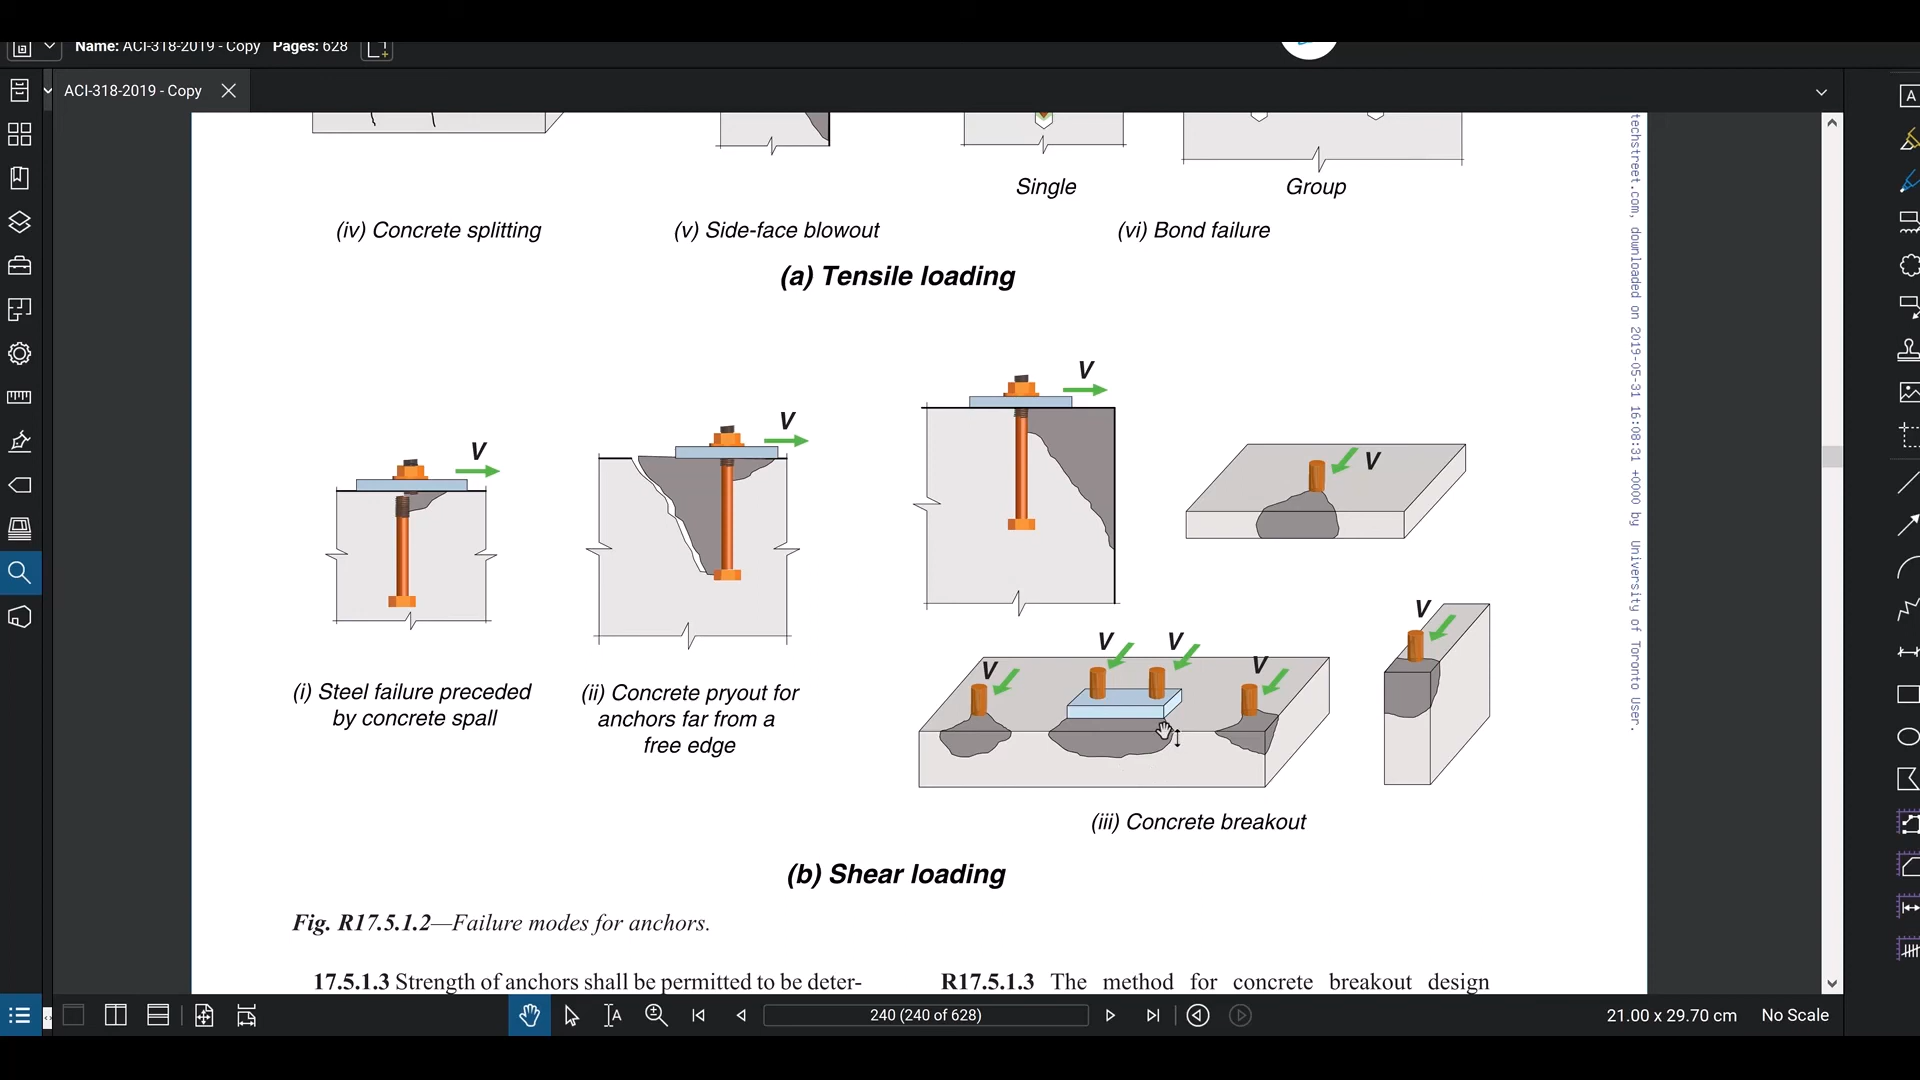 Name: ACI-318-2019 - Copy Pages: 628
ACI-318-2019 - Copy
Single
Group
(iv) Concrete splitting
(v) Side-face blowout
(vi) Bond failure
(a) Tensile loading
V
V
V
V
V
V
V
V
V
(i) Steel failure preceded
by concrete spall
(ii) Concrete pryout for
anchors far from a
free edge
(iii) Concrete breakout
(b) Shear loading
Fig. R17.5.1.2—Failure modes for anchors.
17.5.1.3 Strength of anchors shall be permitted to be deter-
R17.5.1.3 The method for concrete breakout design
techstreet.com, downloaded on 2019-05-31 16:08:31 +0000 by University of Toronto User.
240 (240 of 628)
21.00 x 29.70 cm
No Scale